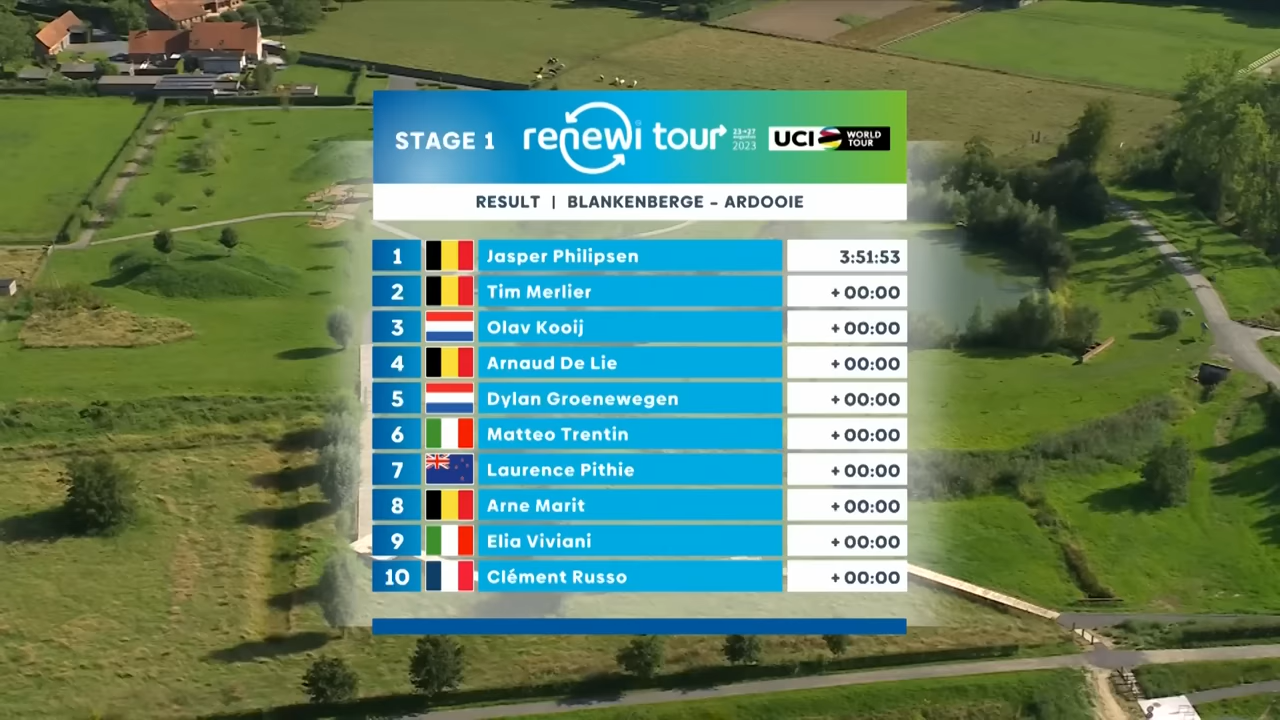 STAGE 1 renewi tour 23→27 augustus 2023 UCI WORLD TOUR
RESULT | BLANKENBERGE - ARDOOIE
1 Jasper Philipsen 3:51:53
2 Tim Merlier + 00:00
3 Olav Kooij + 00:00
4 Arnaud De Lie + 00:00
5 Dylan Groenewegen + 00:00
6 Matteo Trentin + 00:00
7 Laurence Pithie + 00:00
8 Arne Marit + 00:00
9 Elia Viviani + 00:00
10 Clément Russo + 00:00